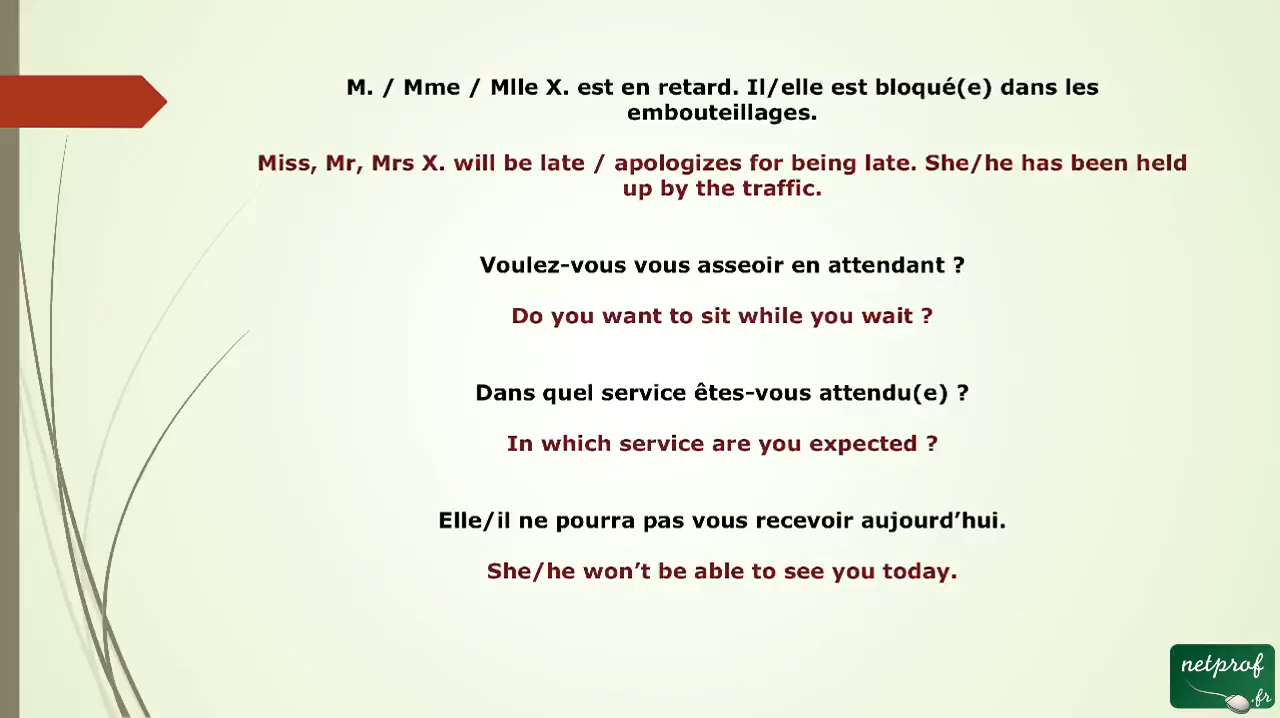 M. / Mme / Mlle X. est en retard. Il/elle est bloqué(e) dans les
embouteillages.
Miss, Mr, Mrs X. will be late / apologizes for being late. She/he has been held
up by the traffic.
Voulez-vous vous asseoir en attendant ?
Do you want to sit while you wait ?
Dans quel service êtes-vous attendu(e) ?
In which service are you expected ?
Elle/il ne pourra pas vous recevoir aujourd’hui.
She/he won’t be able to see you today.
netprof
.fr